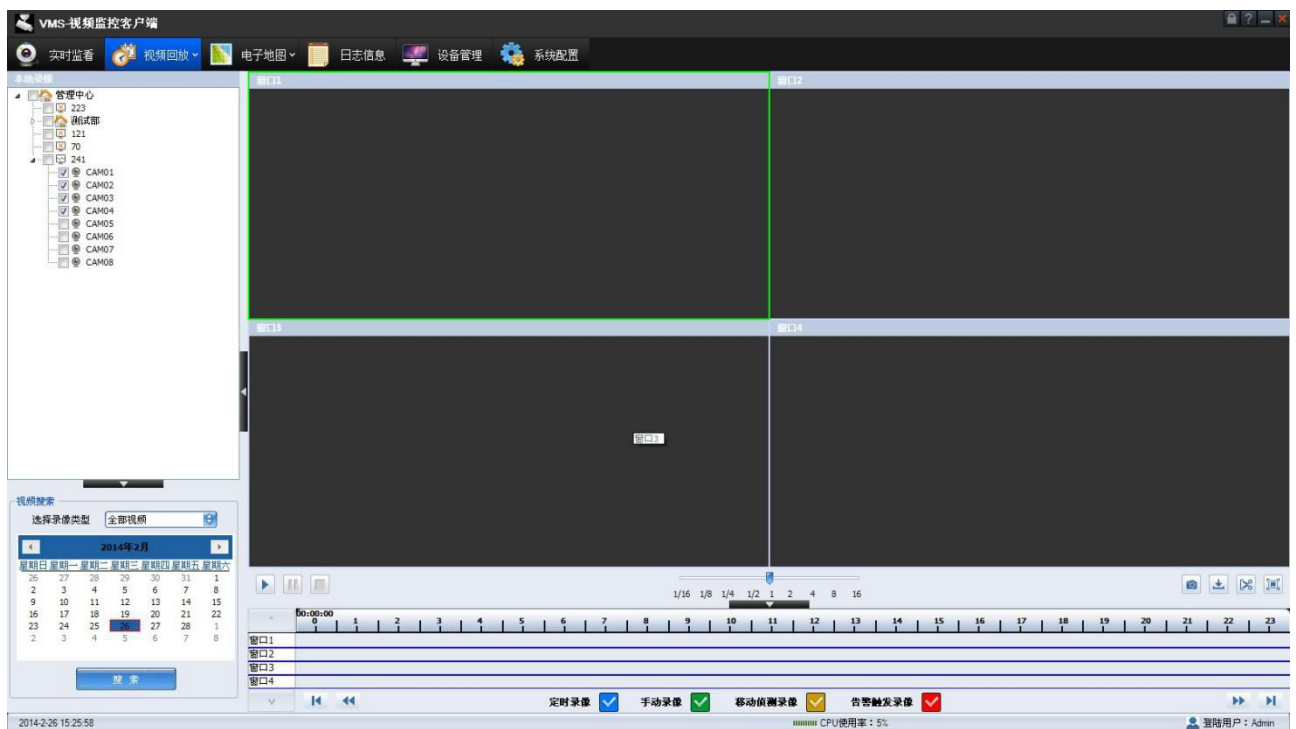 VMS-视频监控客户端
实时监看 视频回放 电子地图 日志信息 设备管理 系统配置
本地录像
管理中心
223
测试部
121
70
241
CAM01
CAM02
CAM03
CAM04
CAM05
CAM06
CAM07
CAM08
视频搜索
选择录像类型 全部视频
2014年2月
星期日 星期一 星期二 星期三 星期四 星期五 星期六
26 27 28 29 30 31 1
2 3 4 5 6 7 8
9 10 11 12 13 14 15
16 17 18 19 20 21 22
23 24 25 26 27 28 1
2 3 4 5 6 7 8
搜 索
窗口1 窗口2
窗口3 窗口4
窗口3
1/16 1/8 1/4 1/2 1 2 4 8 16
00:00:00
0 1 2 3 4 5 6 7 8 9 10 11 12 13 14 15 16 17 18 19 20 21 22 23
窗口1
窗口2
窗口3
窗口4
定时录像 手动录像 移动侦测录像 告警触发录像
2014-2-26 15:25:58 CPU使用率：5% 登陆用户：Admin